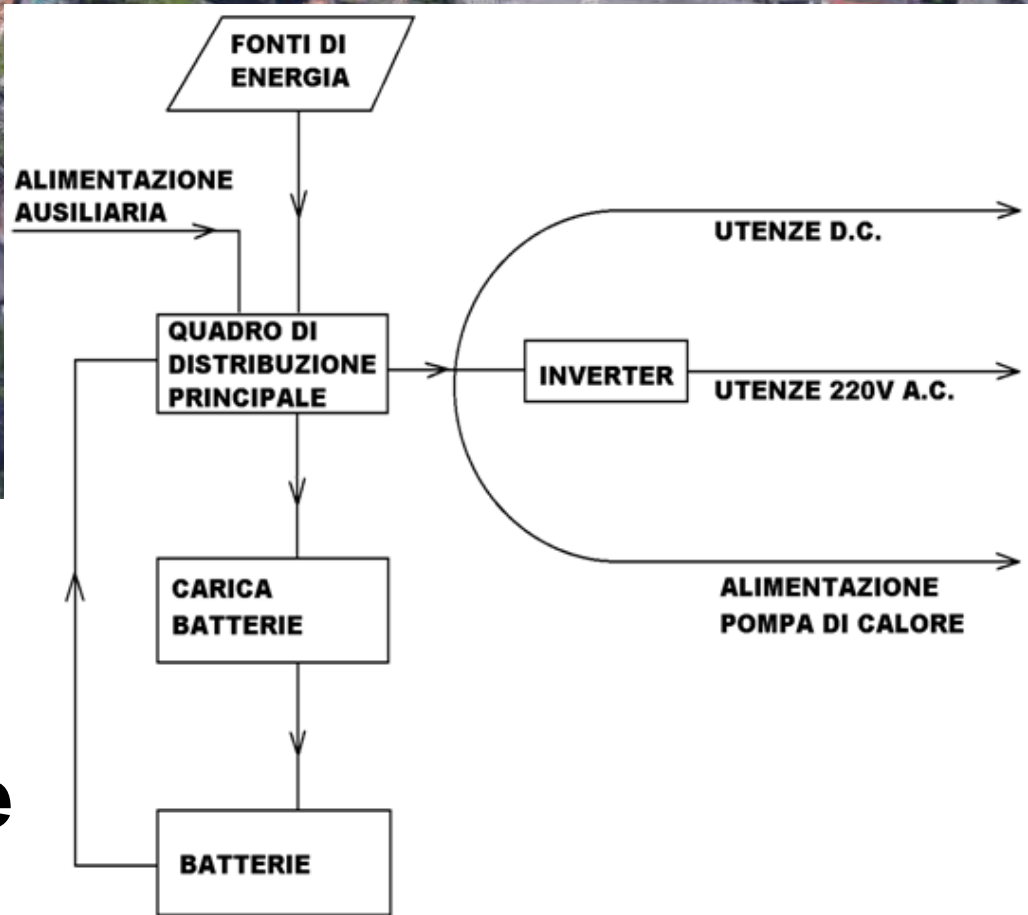 FONTI DI
ENERGIA
ALIMENTAZIONE
AUSILIARIA
UTENZE D.C.
QUADRO DI
DISTRIBUZIONE
PRINCIPALE
INVERTER
UTENZE 220V A.C.
CARICA
BATTERIE
ALIMENTAZIONE
POMPA DI CALORE
e
BATTERIE